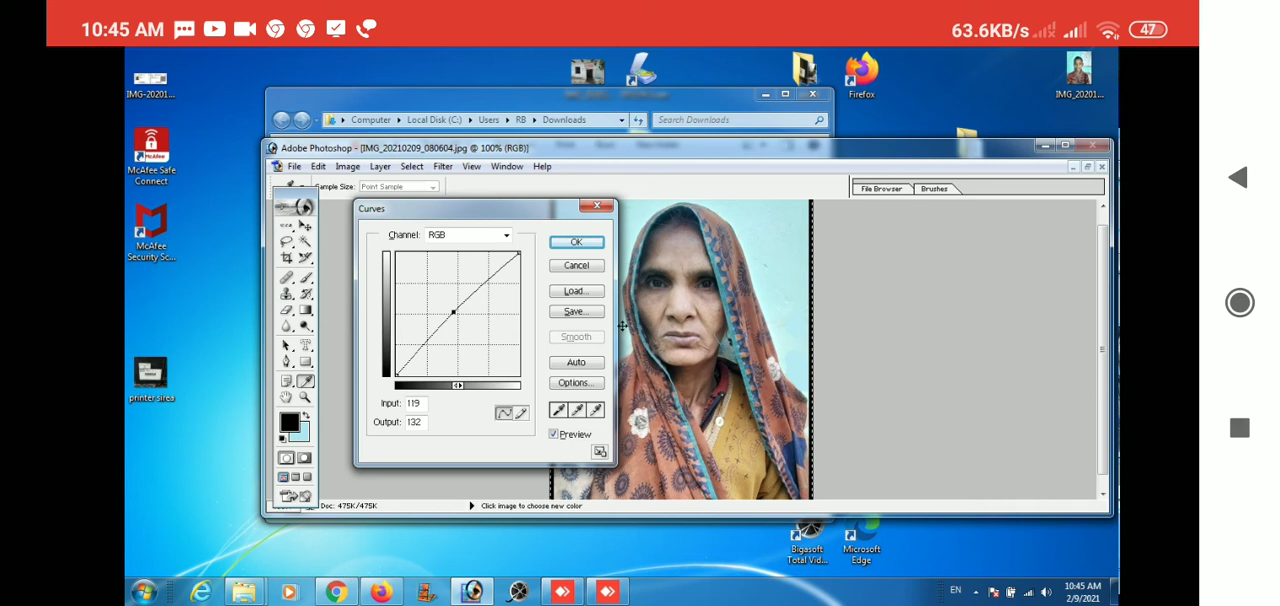 10:45 AM
63.6KB/s
47
IMG-20201...
Firefox
IMG_20201...
McAfee Safe
Connect
McAfee
Security Sc...
printer sirea
Computer Local Disk (C:) Users RB Downloads
Search Downloads
Adobe Photoshop - [IMG_20210209_080604.jpg @ 100% (RGB)]
File Edit Image Layer Select Filter View Window Help
Sample Size: Point Sample
File Browser Brushes
Curves
Channel: RGB
OK
Cancel
Load...
Save...
Smooth
Auto
Options...
Input: 119
Output: 132
Preview
Doc: 475K/475K Click image to choose new color
Bigasoft
Total Vid...
Microsoft
Edge
EN
10:45 AM
2/9/2021